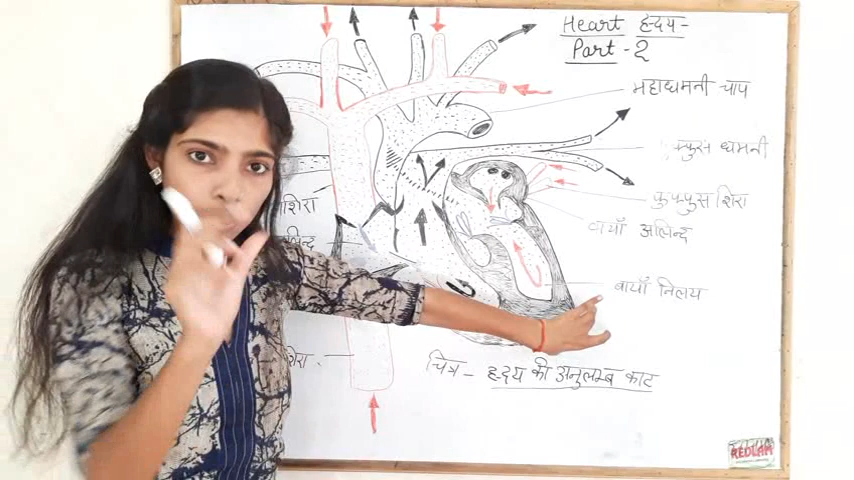 Heart हृदय-
Part - 2
महाधमनी चाप
फुफ्फुस धमनी
फुफ्फुस शिरा
शिरा
बायाँ अलिन्द
बायाँ निलय
शिरा
चित्र - हृदय की अनुलम्ब काट
REDLAM